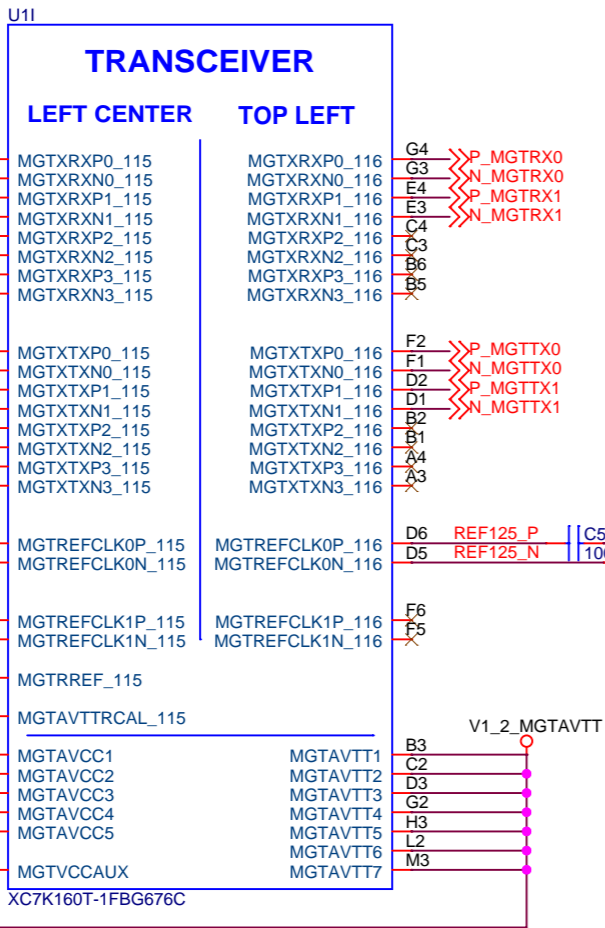 U1I
TRANSCEIVER
LEFT CENTER TOP LEFT
MGTXRXP0_115 MGTXRXP0_116 G4 P_MGTRX0
MGTXRXN0_115 MGTXRXN0_116 G3 N_MGTRX0
MGTXRXP1_115 MGTXRXP1_116 E4 P_MGTRX1
MGTXRXN1_115 MGTXRXN1_116 E3 N_MGTRX1
MGTXRXP2_115 MGTXRXP2_116 C4
MGTXRXN2_115 MGTXRXN2_116 C3
MGTXRXP3_115 MGTXRXP3_116 B6
MGTXRXN3_115 MGTXRXN3_116 B5
MGTXTXP0_115 MGTXTXP0_116 F2 P_MGTTX0
MGTXTXN0_115 MGTXTXN0_116 F1 N_MGTTX0
MGTXTXP1_115 MGTXTXP1_116 D2 P_MGTTX1
MGTXTXN1_115 MGTXTXN1_116 D1 N_MGTTX1
MGTXTXP2_115 MGTXTXP2_116 B2
MGTXTXN2_115 MGTXTXN2_116 B1
MGTXTXP3_115 MGTXTXP3_116 A4
MGTXTXN3_115 MGTXTXN3_116 A3
MGTREFCLK0P_115 MGTREFCLK0P_116 D6 REF125_P C5
MGTREFCLK0N_115 MGTREFCLK0N_116 D5 REF125_N
MGTREFCLK1P_115 MGTREFCLK1P_116 F6
MGTREFCLK1N_115 MGTREFCLK1N_116 F5
MGTRREF_115
MGTAVTTRCAL_115
V1_2_MGTAVTT
MGTAVCC1 MGTAVTT1 B3
MGTAVCC2 MGTAVTT2 C2
MGTAVCC3 MGTAVTT3 D3
MGTAVCC4 MGTAVTT4 G2
MGTAVCC5 MGTAVTT5 H3
MGTAVTT6 L2
MGTVCCAUX MGTAVTT7 M3
XC7K160T-1FBG676C